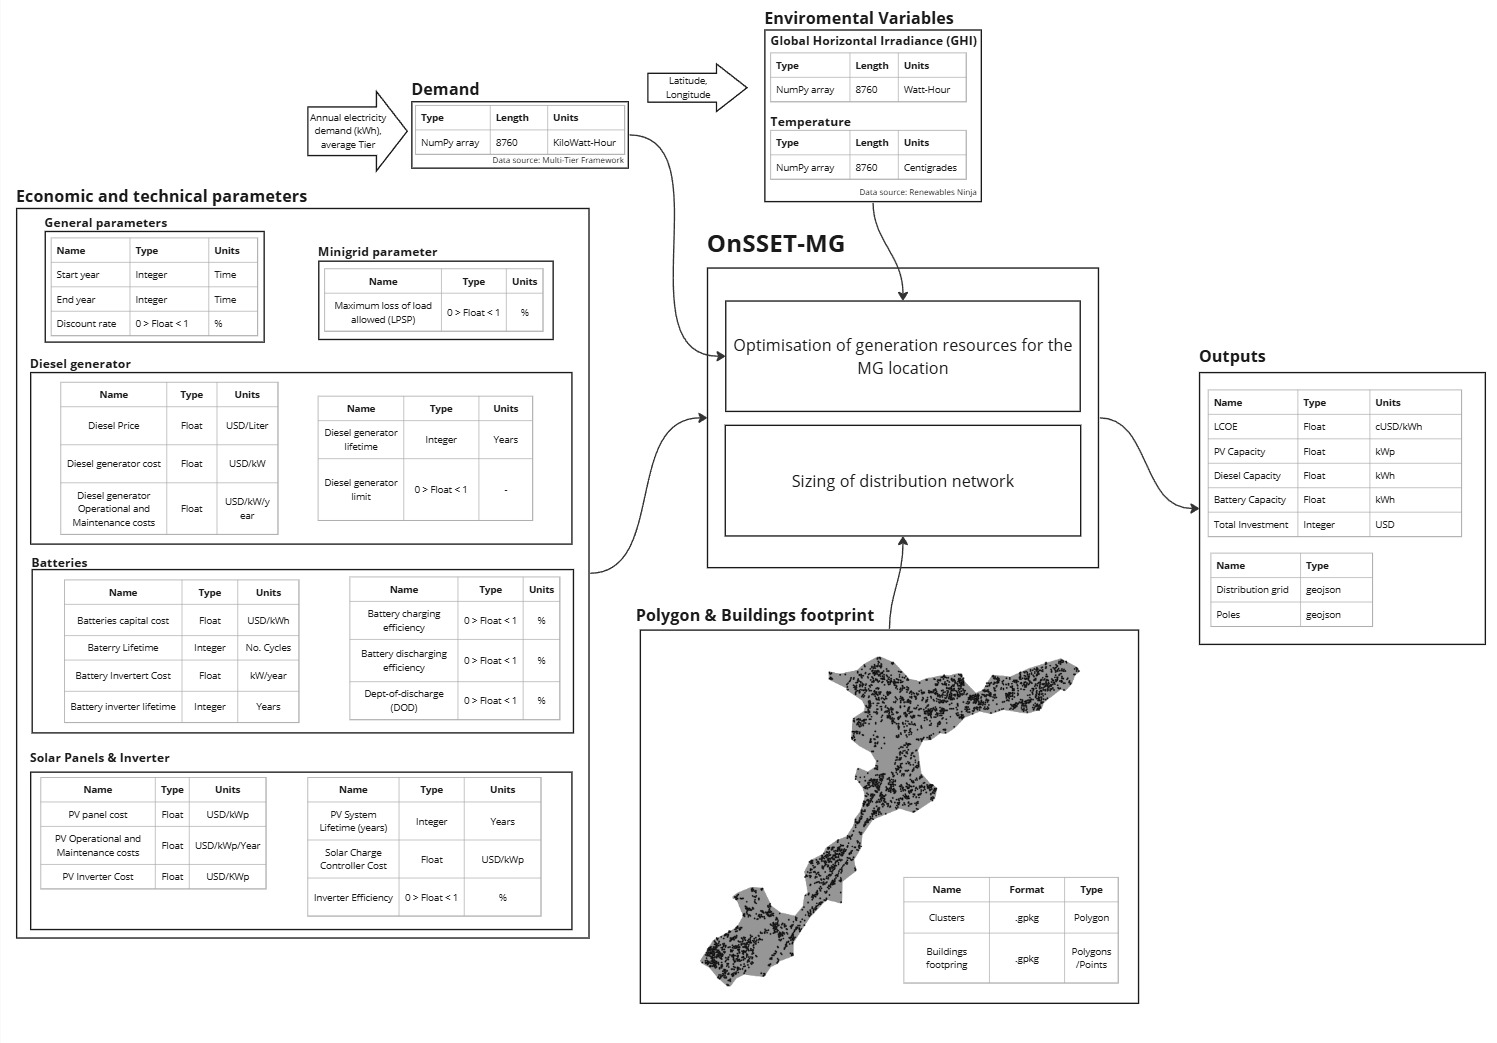 Enviromental Variables
Global Horizontal Irradiance (GHI)
Type Length Units
NumPy array 8760 Watt-Hour
Temperature
Type Length Units
NumPy array 8760 Centigrades
Data source: Renewables Ninja
Latitude,
Longitude
Demand
Type Length Units
NumPy array 8760 KiloWatt-Hour
Data source: Multi-Tier Framework
Annual electricity
demand (kWh),
average Tier
Economic and technical parameters
General parameters
Name Type Units
Start year Integer Time
End year Integer Time
Discount rate 0 > Float < 1 %
Minigrid parameter
Name Type Units
Maximum loss of load
allowed (LPSP) 0 > Float < 1 %
Diesel generator
Name Type Units
Diesel Price Float USD/Liter
Diesel generator cost Float USD/kW
Diesel generator
Operational and
Maintenance costs Float USD/kW/y
ear
Name Type Units
Diesel generator
lifetime Integer Years
Diesel generator
limit 0 > Float < 1 -
Batteries
Name Type Units
Batteries capital cost Float USD/kWh
Baterry Lifetime Integer No. Cycles
Battery Invertert Cost Float kW/year
Battery inverter lifetime Integer Years
Name Type Units
Battery charging
efficiency 0 > Float < 1 %
Battery discharging
efficiency 0 > Float < 1 %
Dept-of-discharge
(DOD) 0 > Float < 1 %
Solar Panels & Inverter
Name Type Units
PV panel cost Float USD/kWp
PV Operational and
Maintenance costs Float USD/kWp/Year
PV Inverter Cost Float USD/KWp
Name Type Units
PV System
Lifetime (years) Integer Years
Solar Charge
Controller Cost Float USD/kWp
Inverter Efficiency 0 > Float < 1 %
OnSSET-MG
Optimisation of generation resources for the
MG location
Sizing of distribution network
Polygon & Buildings footprint
Name Format Type
Clusters .gpkg Polygon
Buildings
footpring .gpkg Polygons
/Points
Outputs
Name Type Units
LCOE Float cUSD/kWh
PV Capacity Float kWp
Diesel Capacity Float kWh
Battery Capacity Float kWh
Total Investment Integer USD
Name Type
Distribution grid geojson
Poles geojson